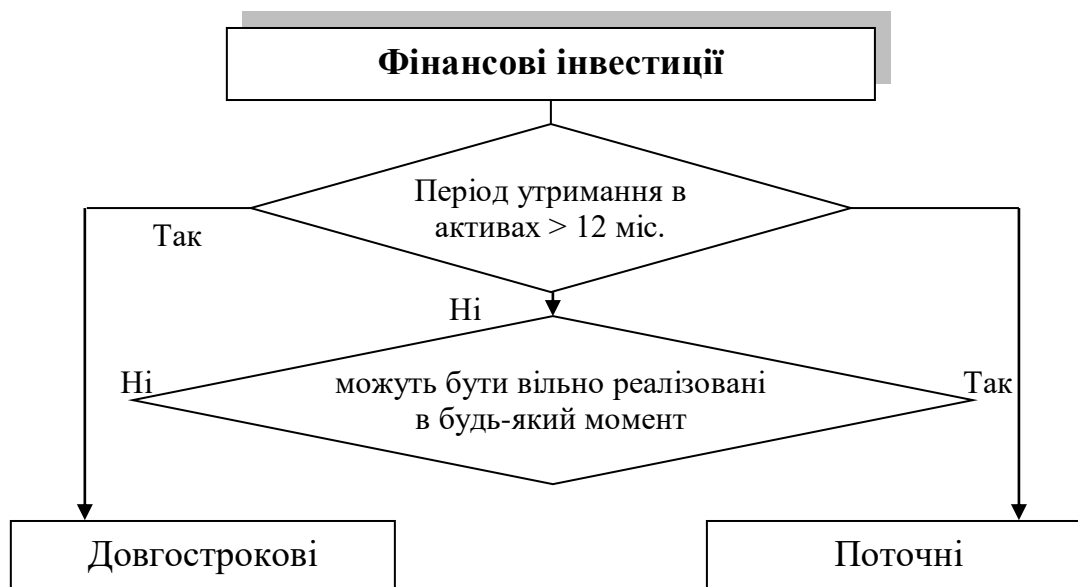 Фінансові інвестиції
Період утримання в
активах > 12 міс.
Так
Ні
Ні
можуть бути вільно реалізовані
в будь-який момент
Так
Довгострокові
Поточні